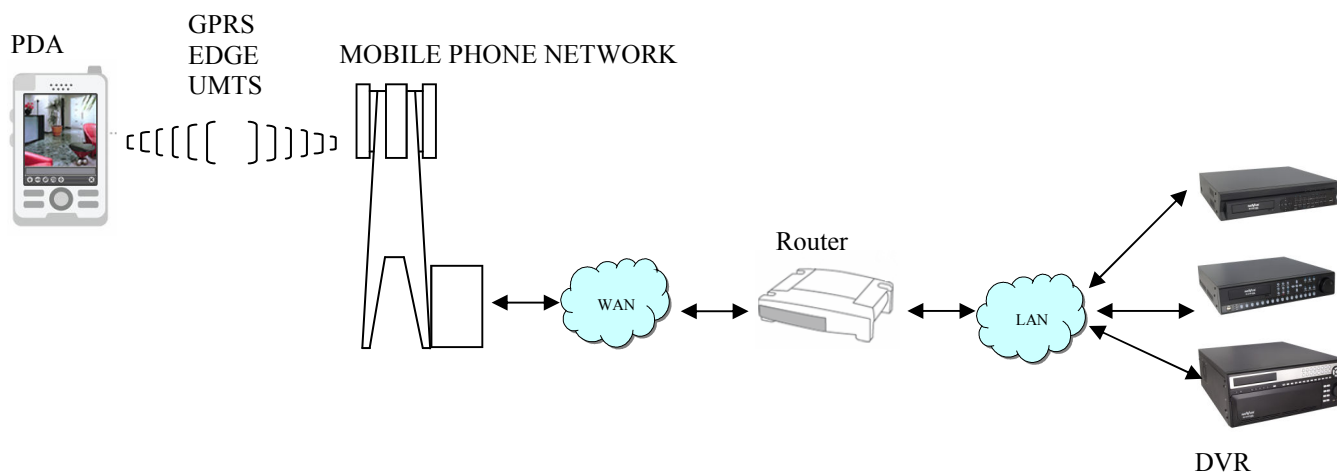 PDA
GPRS
EDGE
UMTS
MOBILE PHONE NETWORK
WAN
Router
LAN
DVR